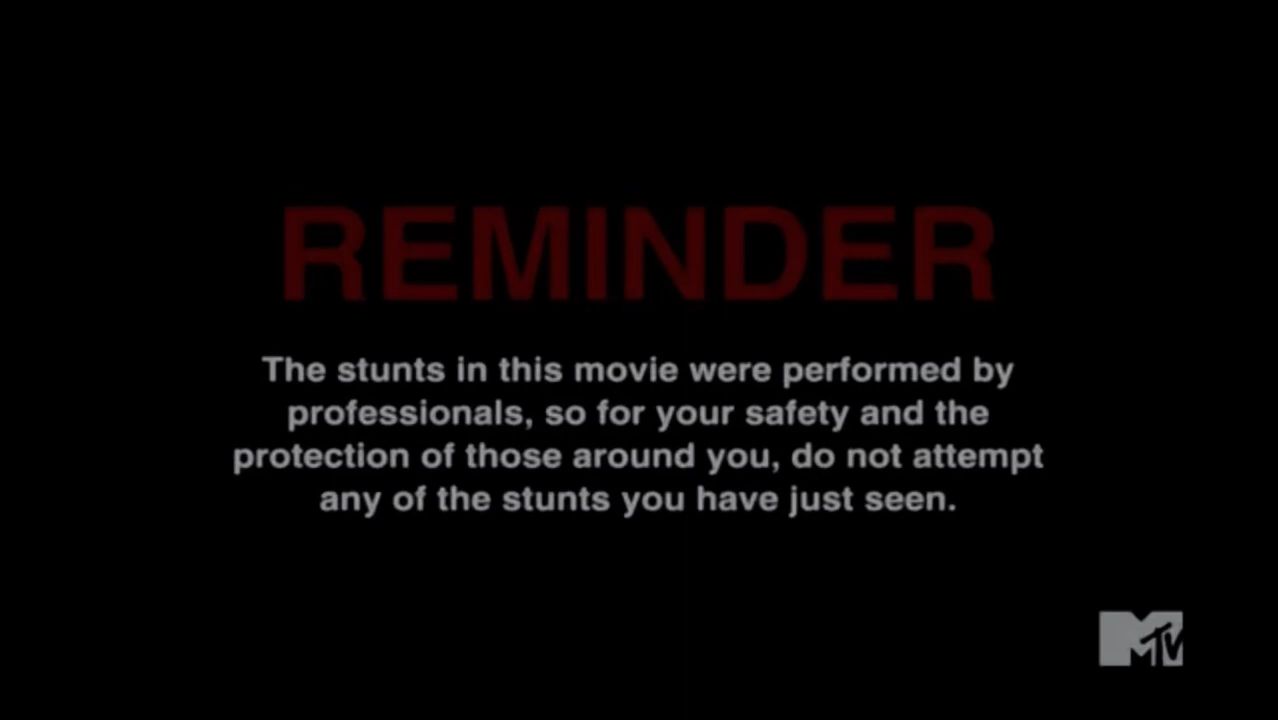 REMINDER
The stunts in this movie were performed by
professionals, so for your safety and the
protection of those around you, do not attempt
any of the stunts you have just seen.
MTV